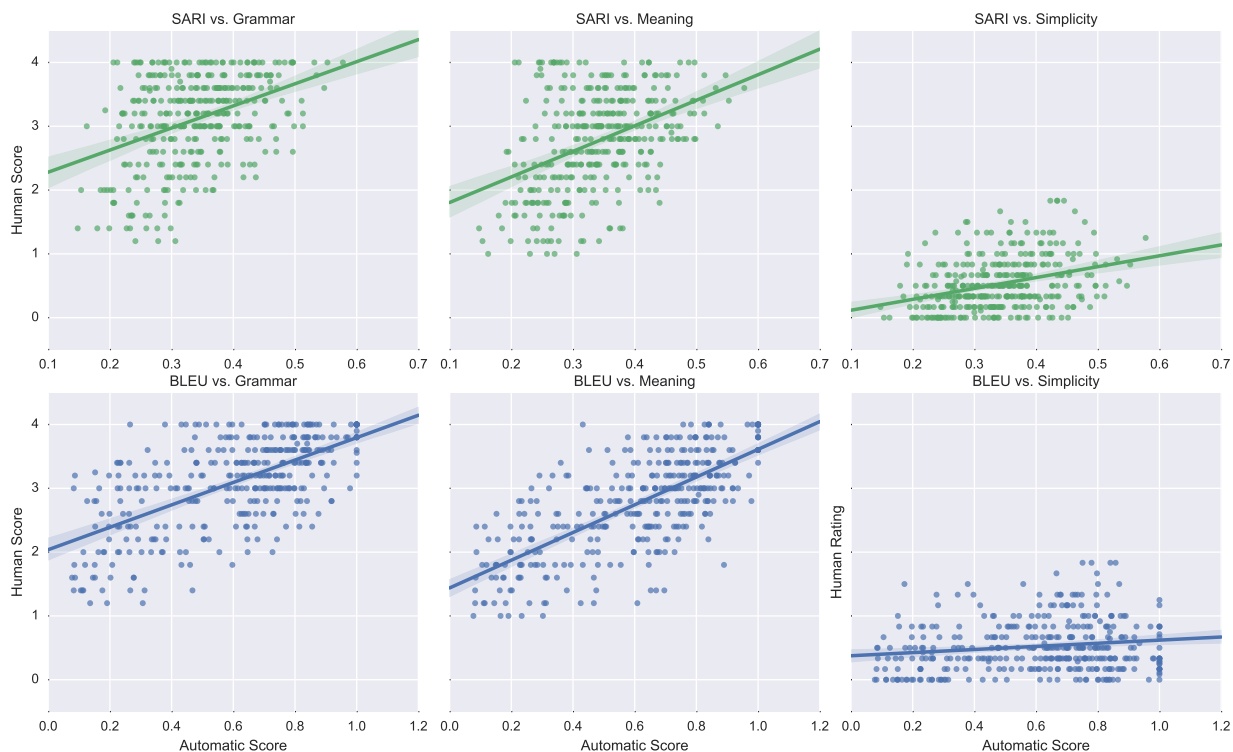 SARI vs. Grammar
SARI vs. Meaning
SARI vs. Simplicity
Human Score
4
3
2
1
0
0.1 0.2 0.3 0.4 0.5 0.6 0.7
0.1 0.2 0.3 0.4 0.5 0.6 0.7
0.1 0.2 0.3 0.4 0.5 0.6 0.7
BLEU vs. Grammar
BLEU vs. Meaning
BLEU vs. Simplicity
Human Score
4
3
2
1
0
Human Rating
0.0 0.2 0.4 0.6 0.8 1.0 1.2
0.0 0.2 0.4 0.6 0.8 1.0 1.2
0.0 0.2 0.4 0.6 0.8 1.0 1.2
Automatic Score
Automatic Score
Automatic Score